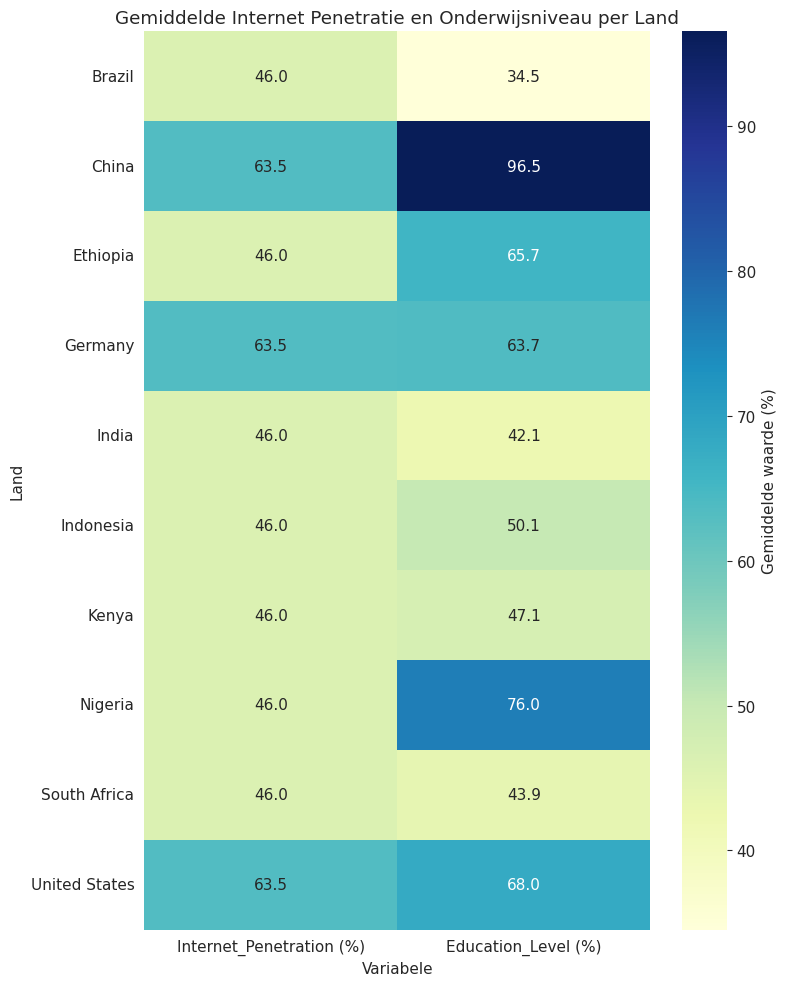 Gemiddelde Internet Penetratie en Onderwijsniveau per Land
Land
Brazil 46.0 34.5
China 63.5 96.5
Ethiopia 46.0 65.7
Germany 63.5 63.7
India 46.0 42.1
Indonesia 46.0 50.1
Kenya 46.0 47.1
Nigeria 46.0 76.0
South Africa 46.0 43.9
United States 63.5 68.0
Internet_Penetration (%) Education_Level (%)
Variabele
90
80
70
60
50
40
Gemiddelde waarde (%)